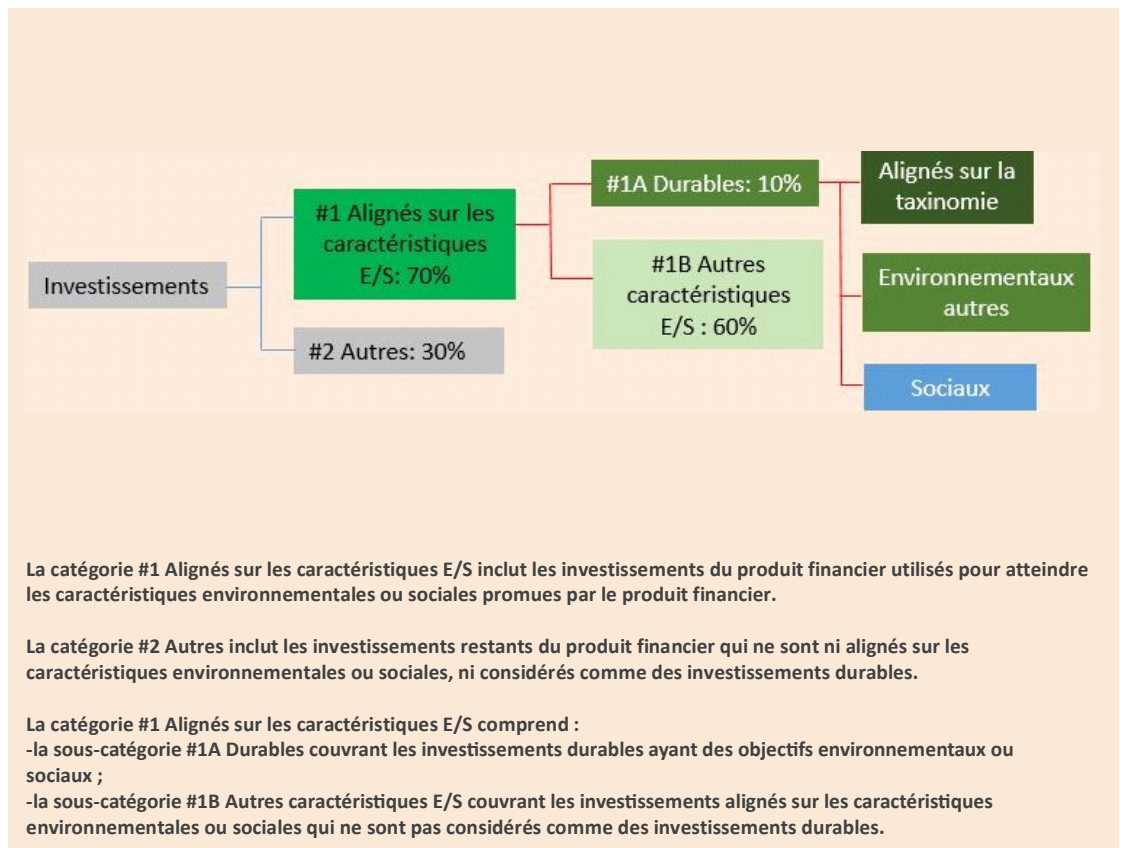 Investissements
#1 Alignés sur les
caractéristiques
E/S: 70%
#2 Autres: 30%
#1A Durables: 10%
#1B Autres
caractéristiques
E/S : 60%
Alignés sur la
taxinomie
Environnementaux
autres
Sociaux
La catégorie #1 Alignés sur les caractéristiques E/S inclut les investissements du produit financier utilisés pour atteindre
les caractéristiques environnementales ou sociales promues par le produit financier.
La catégorie #2 Autres inclut les investissements restants du produit financier qui ne sont ni alignés sur les
caractéristiques environnementales ou sociales, ni considérés comme des investissements durables.
La catégorie #1 Alignés sur les caractéristiques E/S comprend :
-la sous-catégorie #1A Durables couvrant les investissements durables ayant des objectifs environnementaux ou
sociaux ;
-la sous-catégorie #1B Autres caractéristiques E/S couvrant les investissements alignés sur les caractéristiques
environnementales ou sociales qui ne sont pas considérés comme des investissements durables.